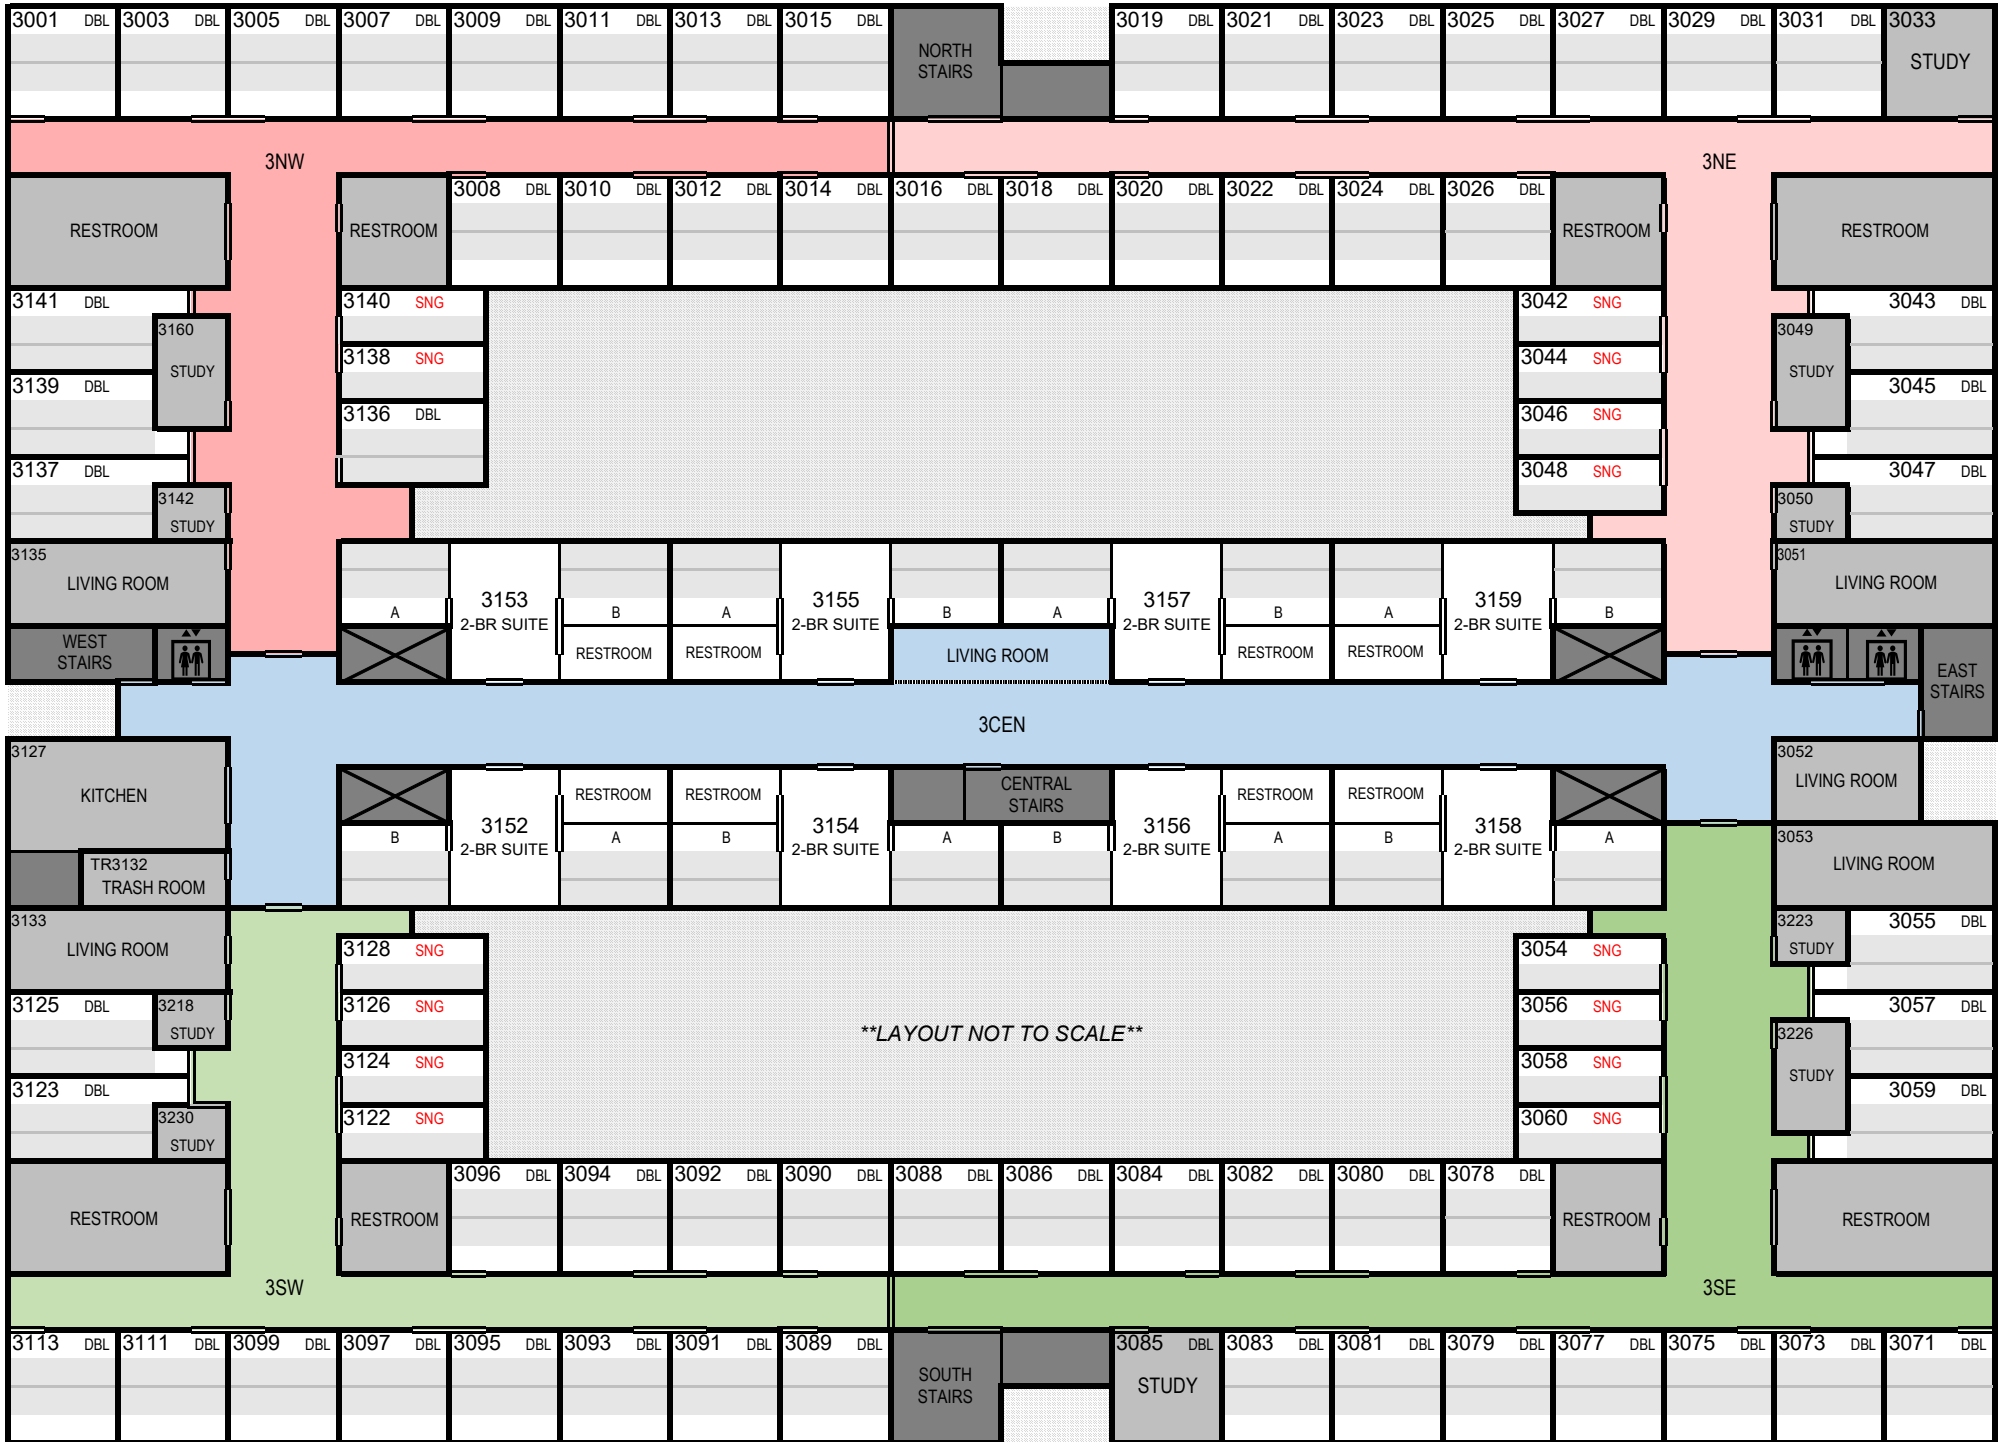 3001 DBL 3003 DBL 3005 DBL 3007 DBL 3009 DBL 3011 DBL 3013 DBL 3015 DBL
NORTH
STAIRS
3019 DBL 3021 DBL 3023 DBL 3025 DBL 3027 DBL 3029 DBL 3031 DBL 3033
STUDY
3NW
3NE
RESTROOM
RESTROOM
3008 DBL 3010 DBL 3012 DBL 3014 DBL 3016 DBL 3018 DBL 3020 DBL 3022 DBL 3024 DBL 3026 DBL
RESTROOM
RESTROOM
3141 DBL
3160
STUDY
3139 DBL
3137 DBL
3142
STUDY
3135
LIVING ROOM
WEST
STAIRS
3140 SNG
3138 SNG
3136 DBL
3042 SNG
3044 SNG
3046 SNG
3048 SNG
3043 DBL
3049
STUDY
3045 DBL
3047 DBL
3050
STUDY
3051
LIVING ROOM
EAST
STAIRS
A
3153
2-BR SUITE
B
RESTROOM
A
RESTROOM
3155
2-BR SUITE
B
A
LIVING ROOM
3157
2-BR SUITE
B
RESTROOM
A
RESTROOM
3159
2-BR SUITE
B
3CEN
3127
KITCHEN
TR3132
TRASH ROOM
3133
LIVING ROOM
B
3152
2-BR SUITE
RESTROOM
A
RESTROOM
B
3154
2-BR SUITE
CENTRAL
STAIRS
A
B
3156
2-BR SUITE
RESTROOM
A
RESTROOM
B
3158
2-BR SUITE
A
3052
LIVING ROOM
3053
LIVING ROOM
3125 DBL
3218
STUDY
3123 DBL
3230
STUDY
3128 SNG
3126 SNG
3124 SNG
3122 SNG
**LAYOUT NOT TO SCALE**
3054 SNG
3056 SNG
3058 SNG
3060 SNG
3223
STUDY
3055 DBL
3057 DBL
3226
STUDY
3059 DBL
RESTROOM
RESTROOM
3096 DBL 3094 DBL 3092 DBL 3090 DBL 3088 DBL 3086 DBL 3084 DBL 3082 DBL 3080 DBL 3078 DBL
RESTROOM
RESTROOM
3SW
3SE
3113 DBL 3111 DBL 3099 DBL 3097 DBL 3095 DBL 3093 DBL 3091 DBL 3089 DBL
SOUTH
STAIRS
3085 DBL 3083 DBL 3081 DBL 3079 DBL 3077 DBL 3075 DBL 3073 DBL 3071 DBL
STUDY